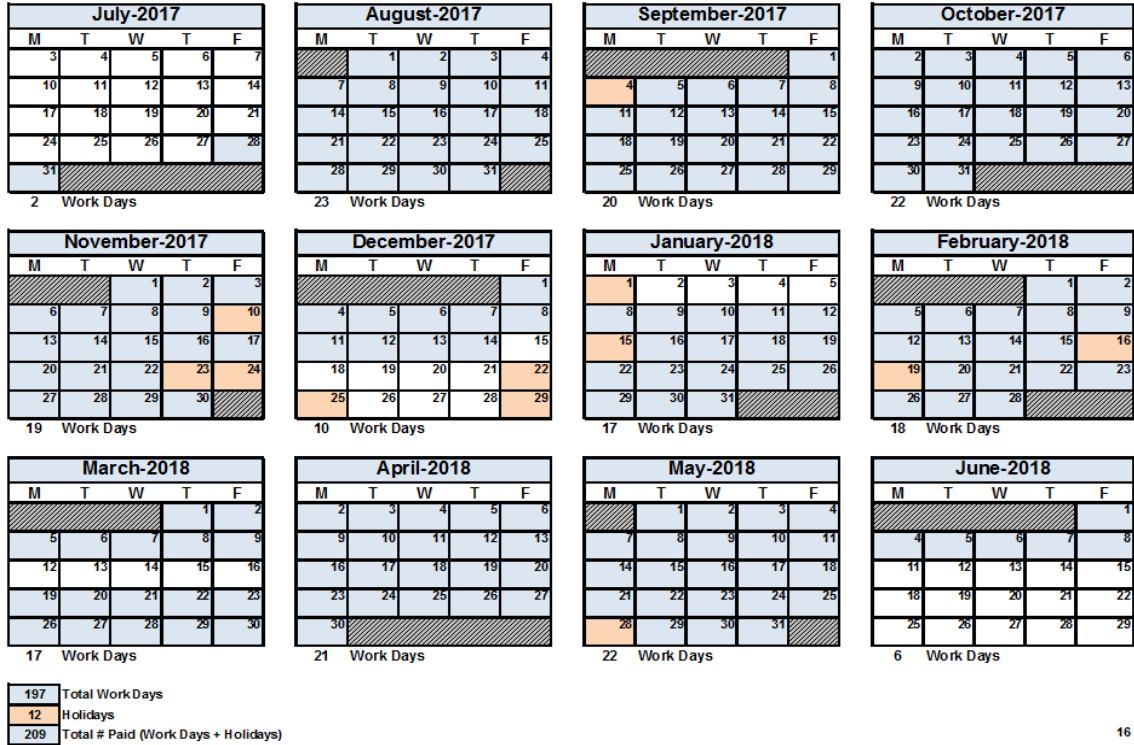 July-2017 August-2017 September-2017 October-2017
M T W T F M T W T F M T W T F M T W T F
3 4 5 6 7 1 2 3 4 1 2 3 4 5 6
10 11 12 13 14 7 8 9 10 11 4 5 6 7 8 9 10 11 12 13
17 18 19 20 21 14 15 16 17 18 11 12 13 14 15 16 17 18 19 20
24 25 26 27 28 21 22 23 24 25 18 19 20 21 22 23 24 25 26 27
31 28 29 30 31 25 26 27 28 29 30 31
2 Work Days 23 Work Days 20 Work Days 22 Work Days
November-2017 December-2017 January-2018 February-2018
M T W T F M T W T F M T W T F M T W T F
1 2 3 1 1 2 3 4 5 1 2
6 7 8 9 10 4 5 6 7 8 8 9 10 11 12 5 6 7 8 9
13 14 15 16 17 11 12 13 14 15 15 16 17 18 19 12 13 14 15 16
20 21 22 23 24 18 19 20 21 22 22 23 24 25 26 19 20 21 22 23
27 28 29 30 25 26 27 28 29 29 30 31 26 27 28
19 Work Days 10 Work Days 17 Work Days 18 Work Days
March-2018 April-2018 May-2018 June-2018
M T W T F M T W T F M T W T F M T W T F
1 2 2 3 4 5 6 1 2 3 4 1
5 6 7 8 9 9 10 11 12 13 7 8 9 10 11 4 5 6 7 8
12 13 14 15 16 16 17 18 19 20 14 15 16 17 18 11 12 13 14 15
19 20 21 22 23 23 24 25 26 27 21 22 23 24 25 18 19 20 21 22
26 27 28 29 30 30 28 29 30 31 25 26 27 28 29
17 Work Days 21 Work Days 22 Work Days 6 Work Days
197 Total Work Days
12 Holidays
209 Total # Paid (Work Days + Holidays)
16